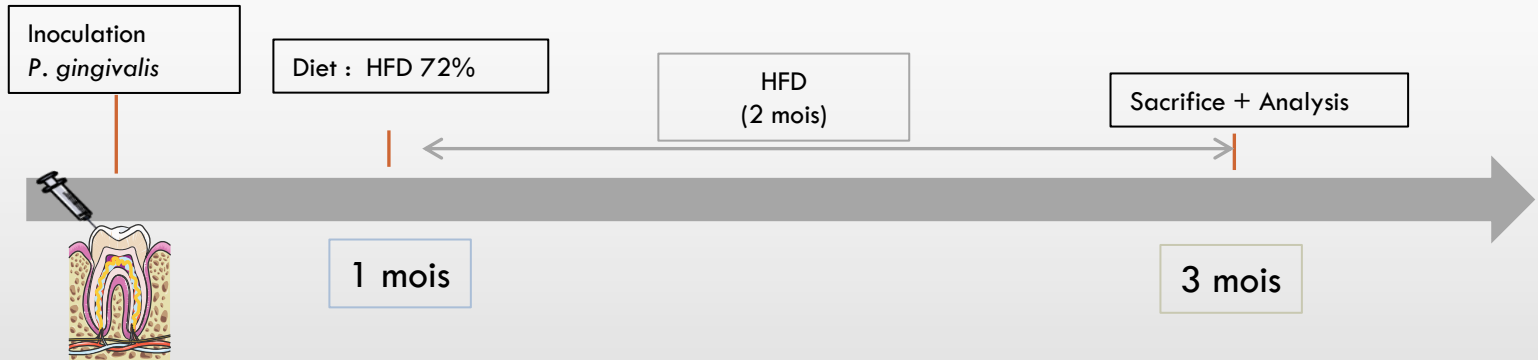 Inoculation
P. gingivalis
Diet : HFD 72%
HFD
(2 mois)
Sacrifice + Analysis
1 mois
3 mois